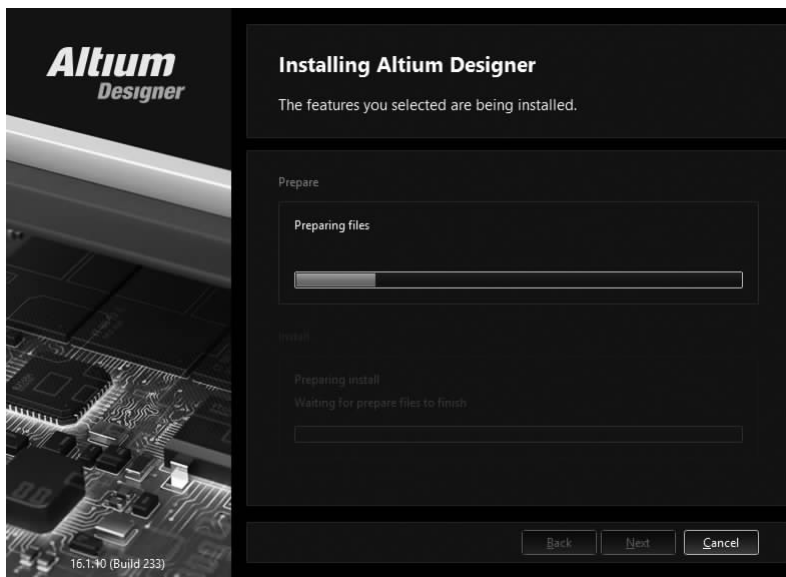 Altium
Designer
Installing Altium Designer
The features you selected are being installed.
Prepare
Preparing files
Install
Preparing install
Waiting for prepare files to finish
Back
Next
Cancel
16.1.10 (Build 233)